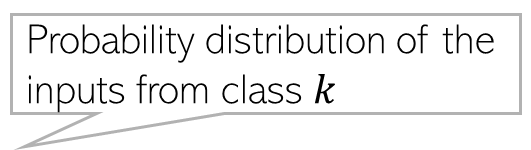 Probability distribution of the
inputs from class k